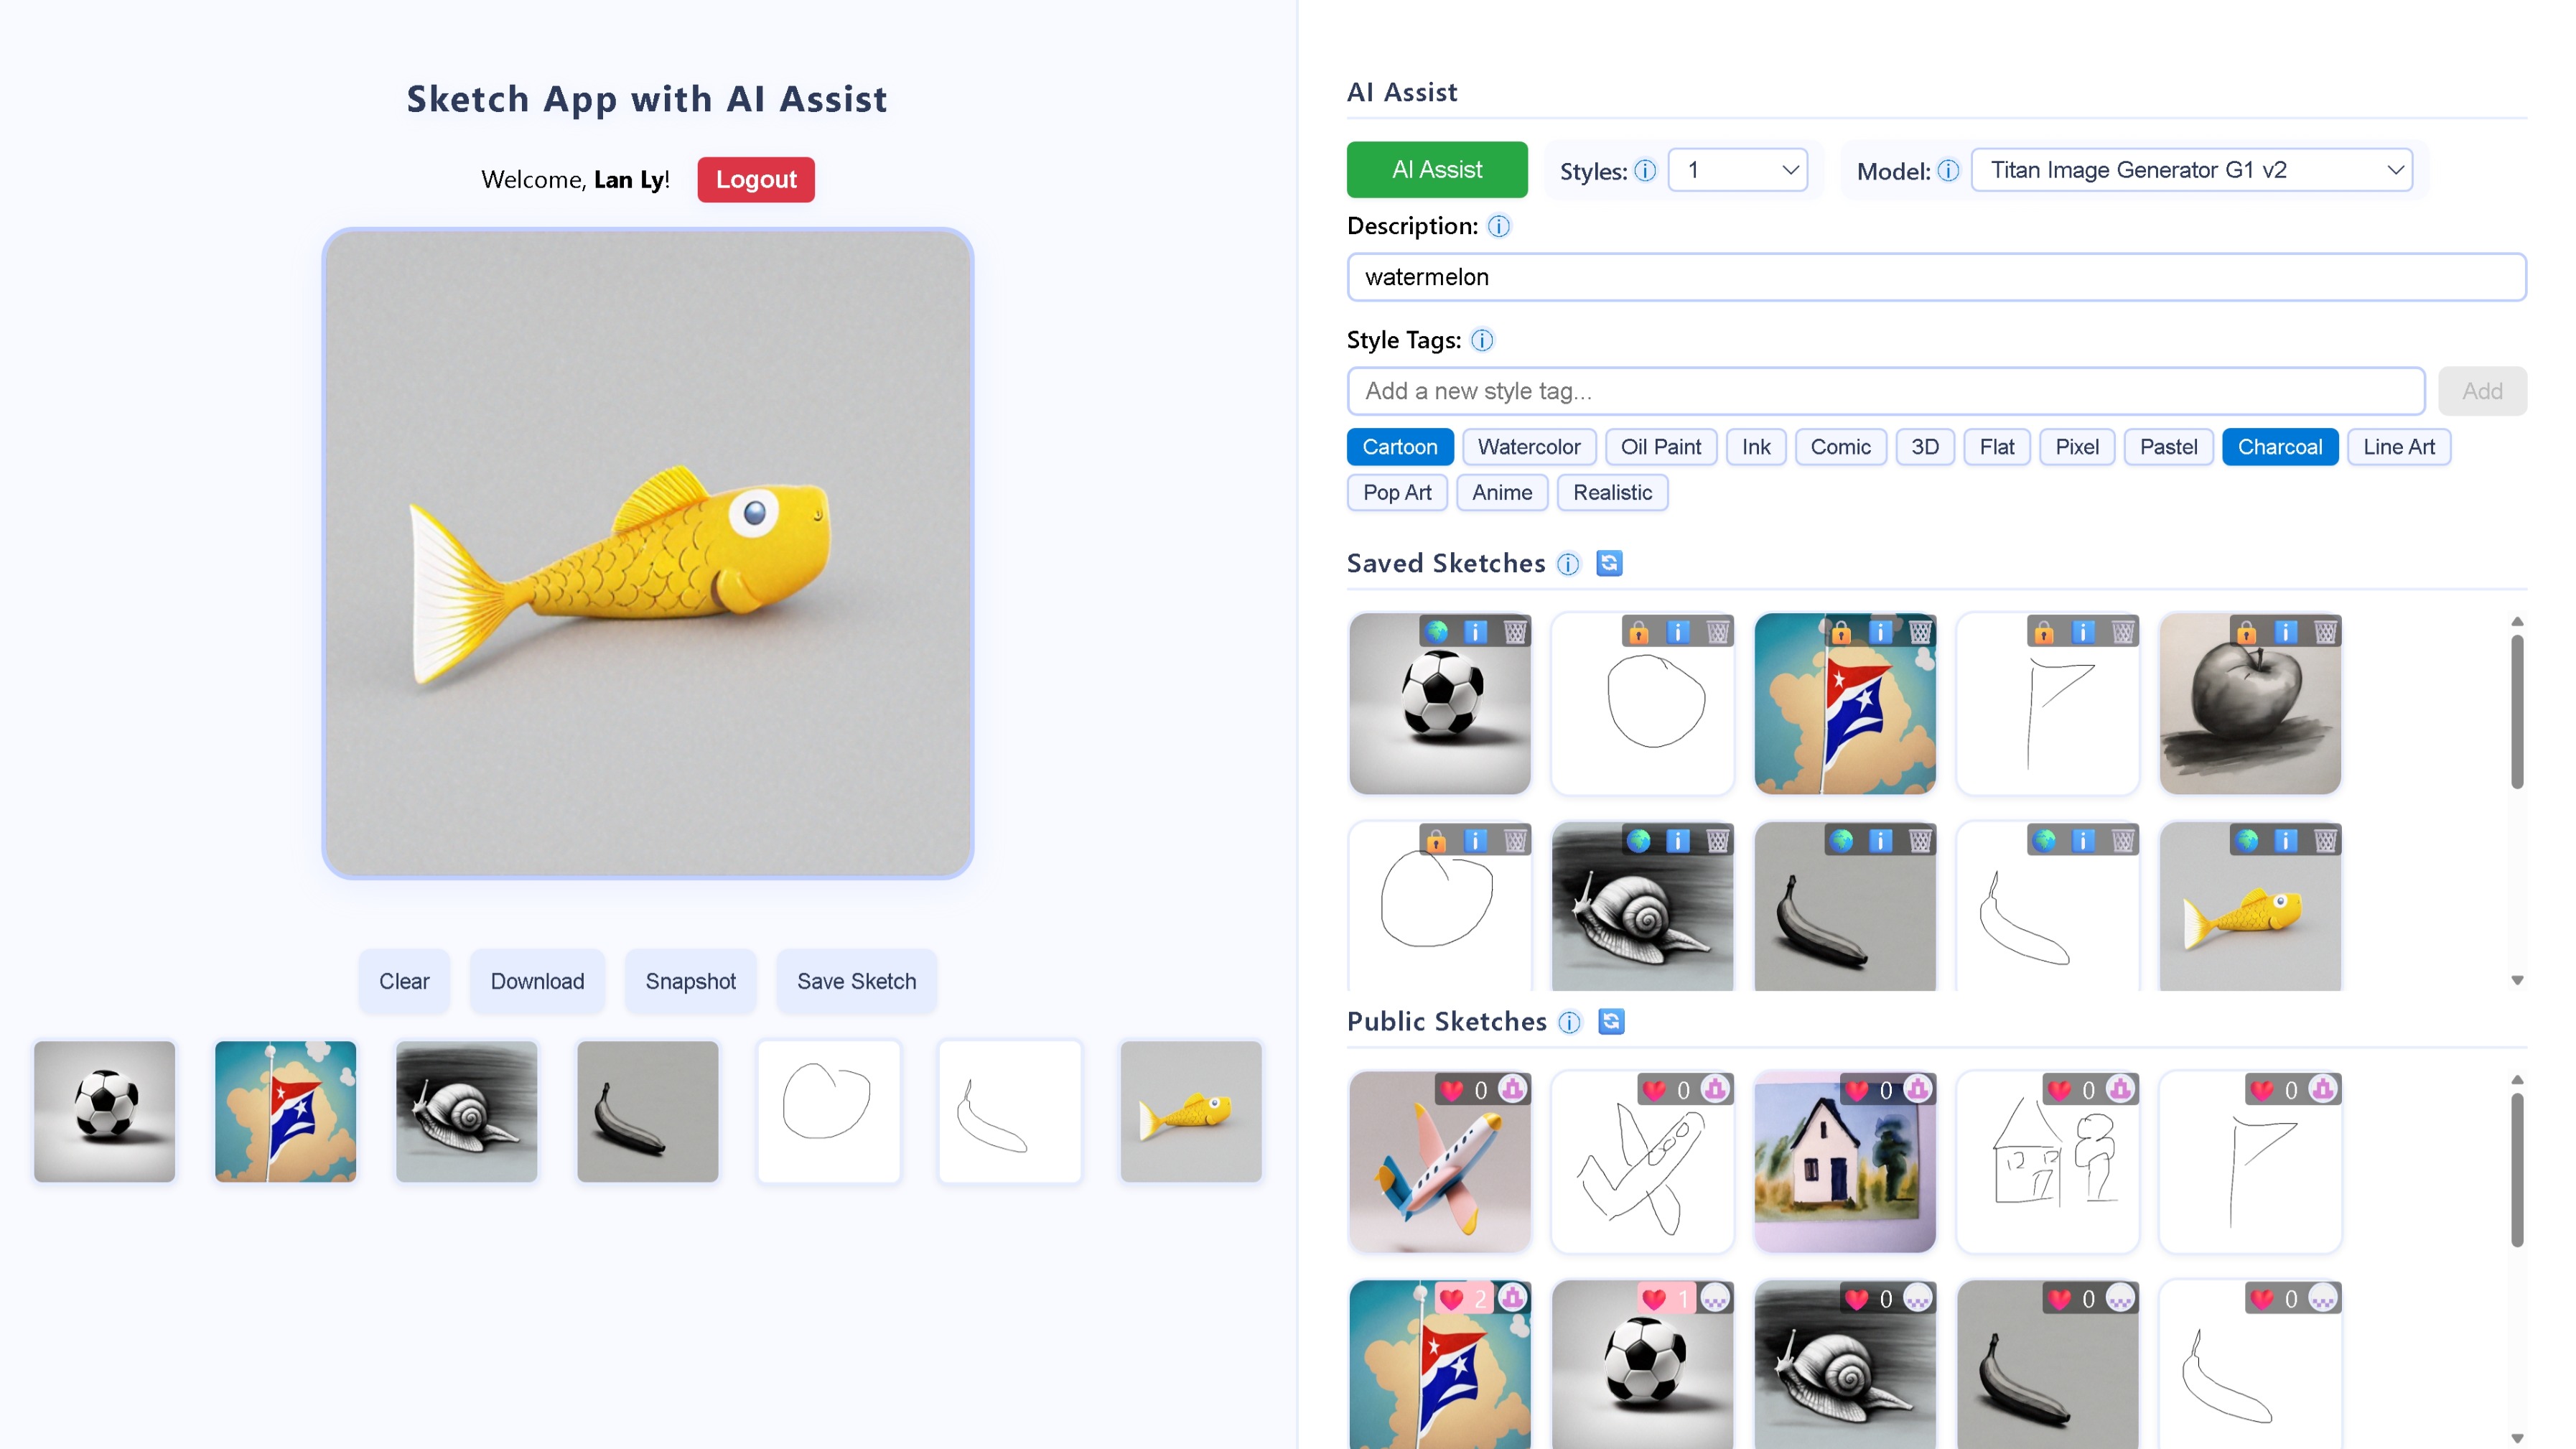 Sketch App with AI Assist
Welcome, Lan Ly! Logout
Clear Download Snapshot Save Sketch
AI Assist
AI Assist Styles: 1 Model: Titan Image Generator G1 v2
Description:
watermelon
Style Tags:
Add a new style tag... Add
Cartoon Watercolor Oil Paint Ink Comic 3D Flat Pixel Pastel Charcoal Line Art
Pop Art Anime Realistic
Saved Sketches
Public Sketches
0 0 0 0 0
2 1 0 0 0